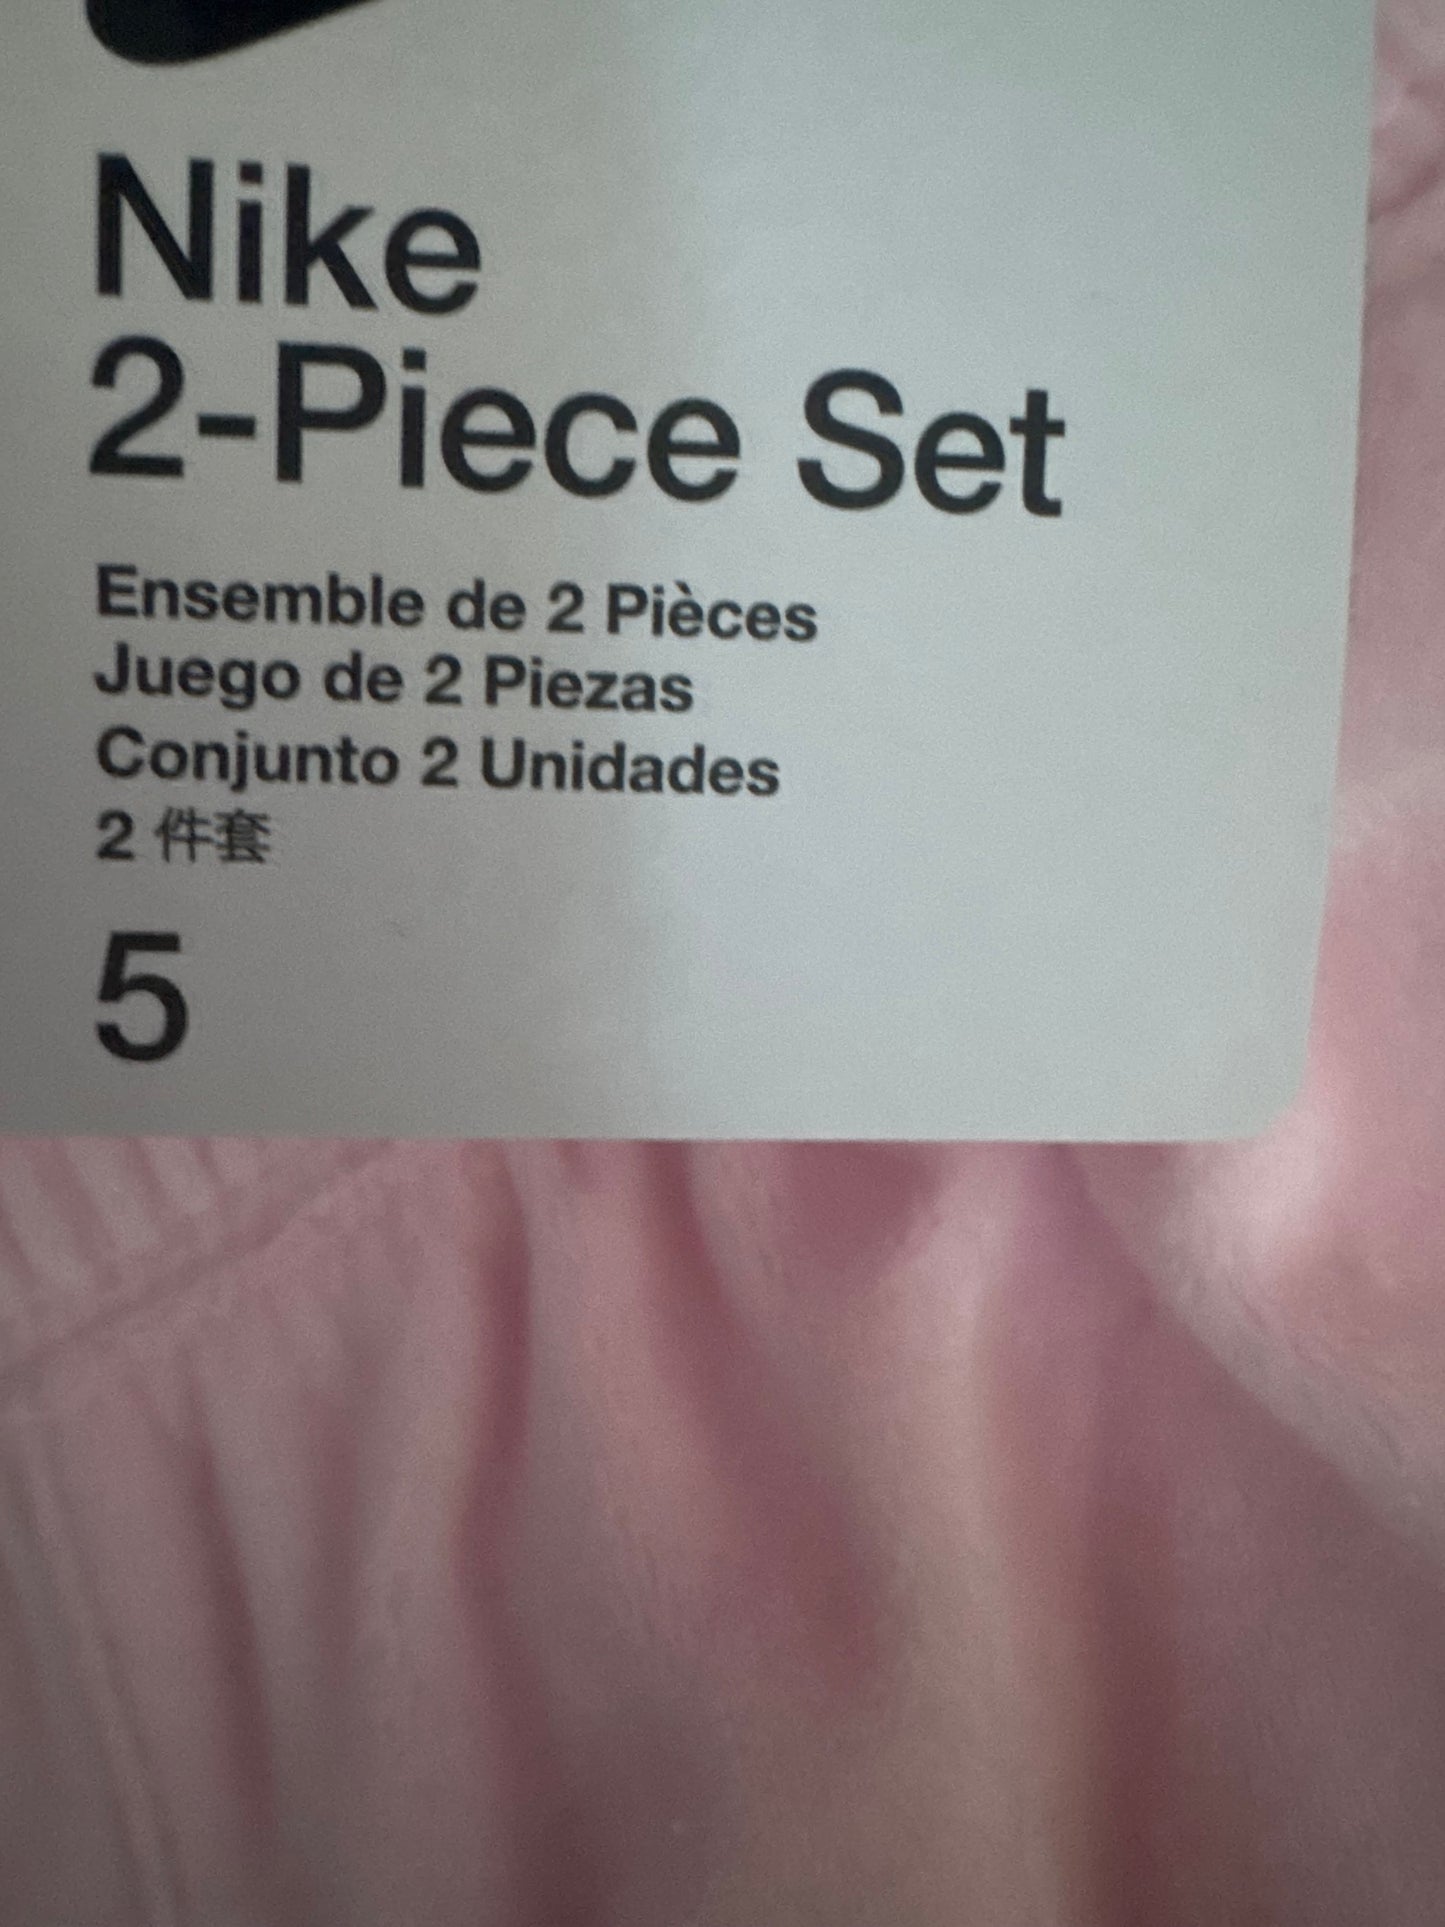 Nike
2-Piece Set
Ensemble de 2 Pièces
Juego de 2 Piezas
Conjunto 2 Unidades
2 件套
5